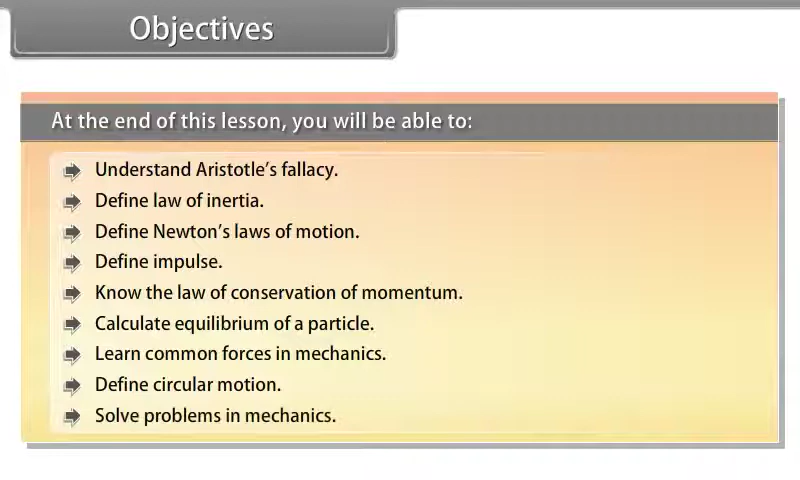 Objectives
At the end of this lesson, you will be able to:
Understand Aristotle's fallacy.
Define law of inertia.
Define Newton's laws of motion.
Define impulse.
Know the law of conservation of momentum.
Calculate equilibrium of a particle.
Learn common forces in mechanics.
Define circular motion.
Solve problems in mechanics.